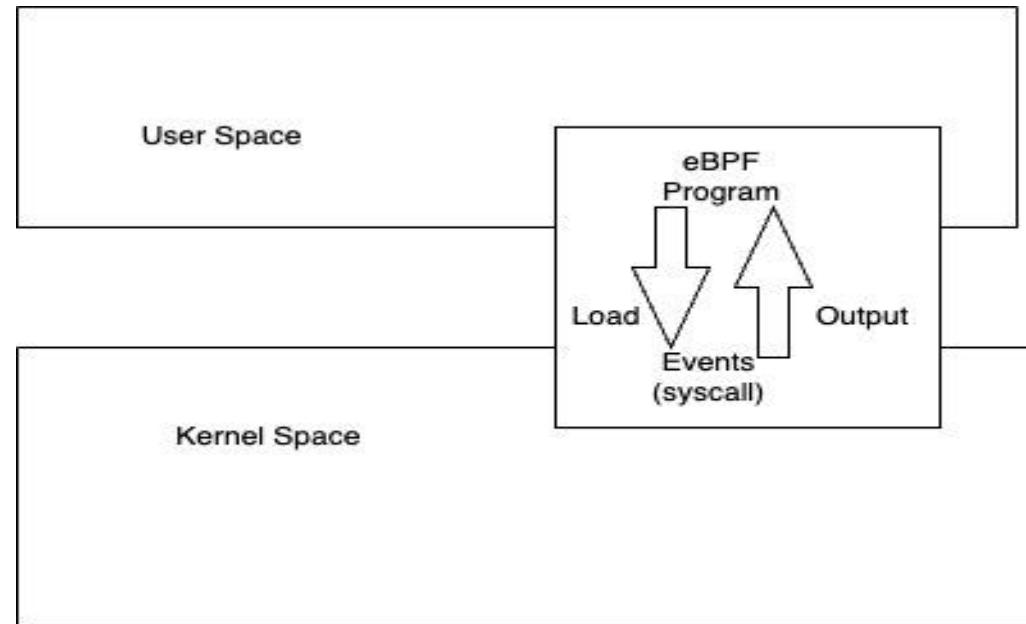 User Space
eBPF
Program
Load
Output
Events
(syscall)
Kernel Space